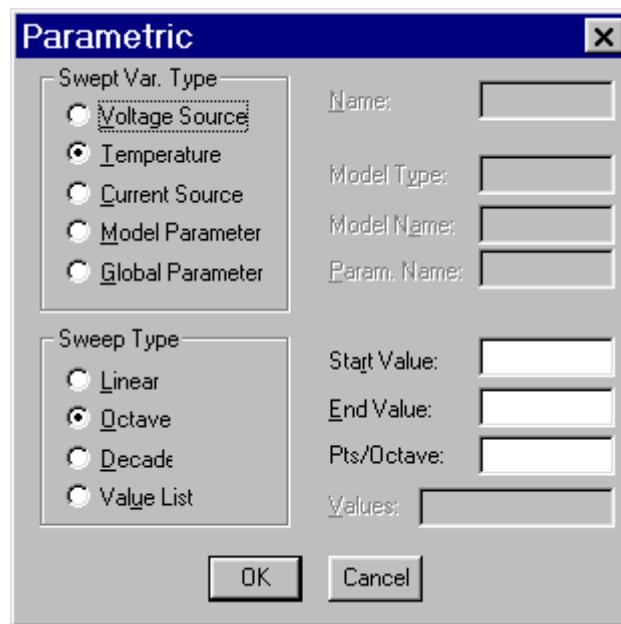 Parametric
Swept Var. Type
Voltage Source
Temperature
Current Source
Model Parameter
Global Parameter
Name:
Model Type:
Model Name:
Param. Name:
Sweep Type
Linear
Octave
Decade
Value List
Start Value:
End Value:
Pts/Octave:
Values:
OK
Cancel